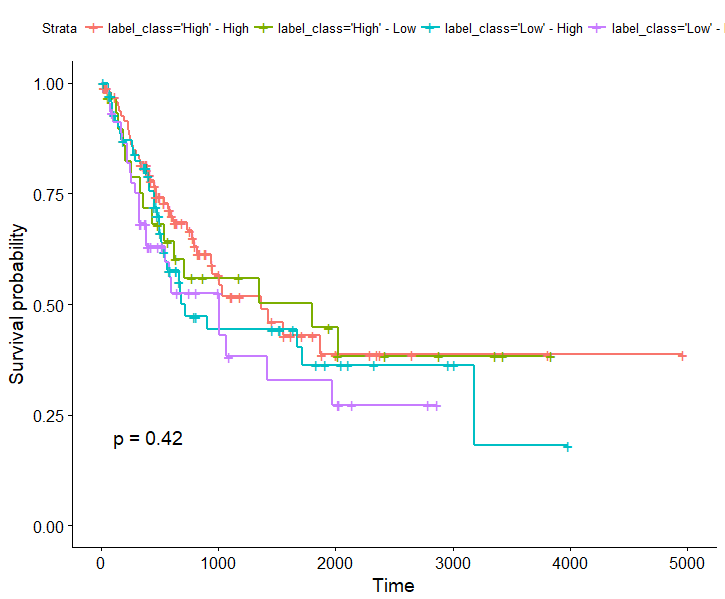 Strata label_class='High' - High label_class='High' - Low label_class='Low' - High label_class='Low' -
1.00
0.75
0.50
0.25
0.00
Survival probability
p = 0.42
0 1000 2000 3000 4000 5000
Time